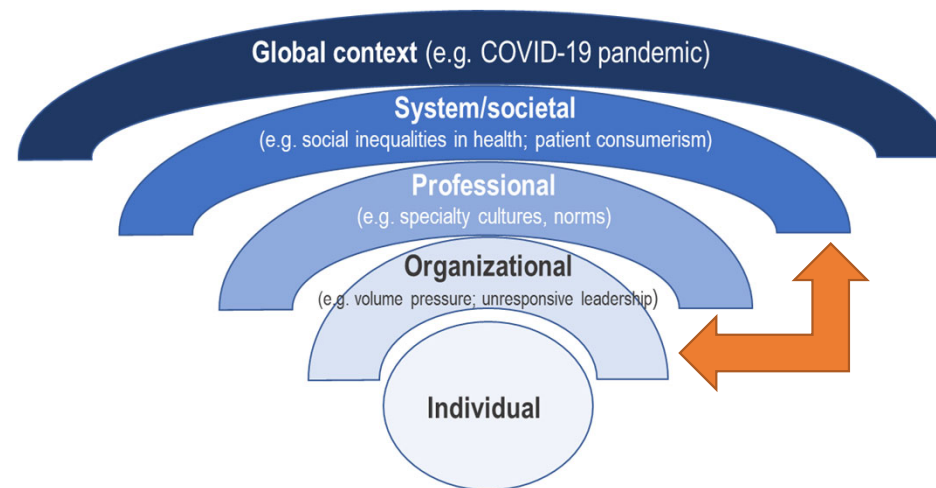 Global context (e.g. COVID-19 pandemic)
System/societal
(e.g. social inequalities in health; patient consumerism)
Professional
(e.g. specialty cultures, norms)
Organizational
(e.g. volume pressure; unresponsive leadership)
Individual